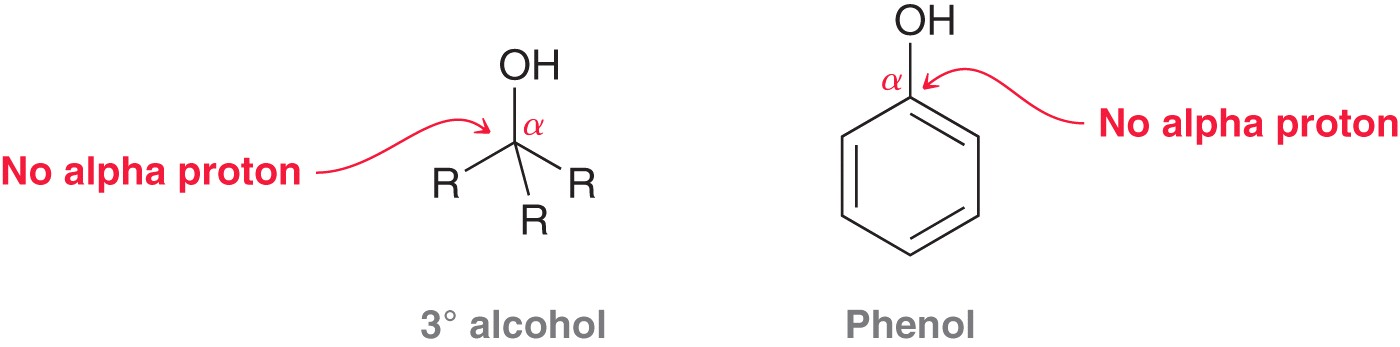 OH
α
No alpha proton
R
R
R
3° alcohol
OH
α
No alpha proton
Phenol